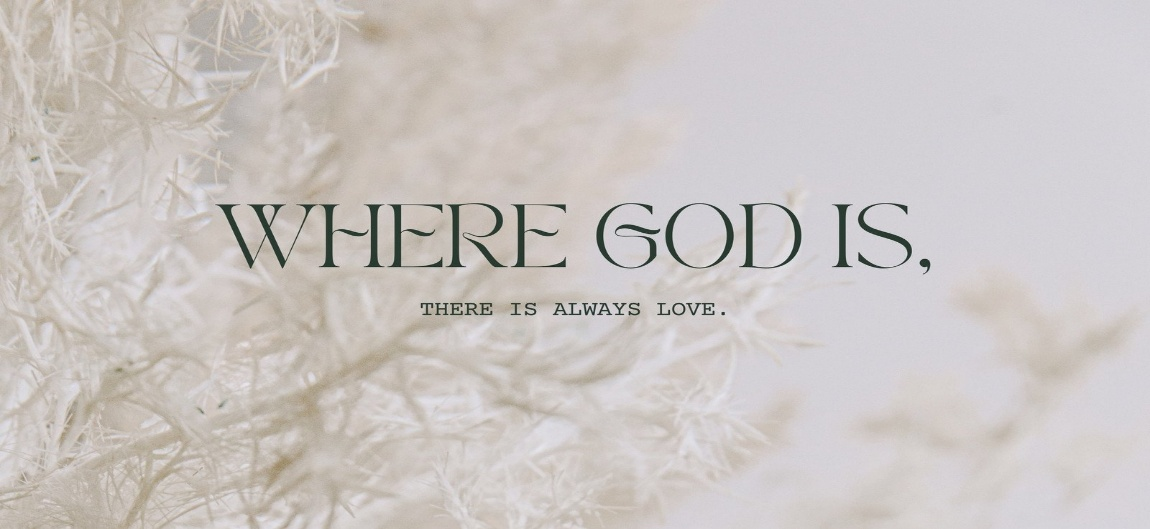 WHERE GOD IS,
THERE IS ALWAYS LOVE.